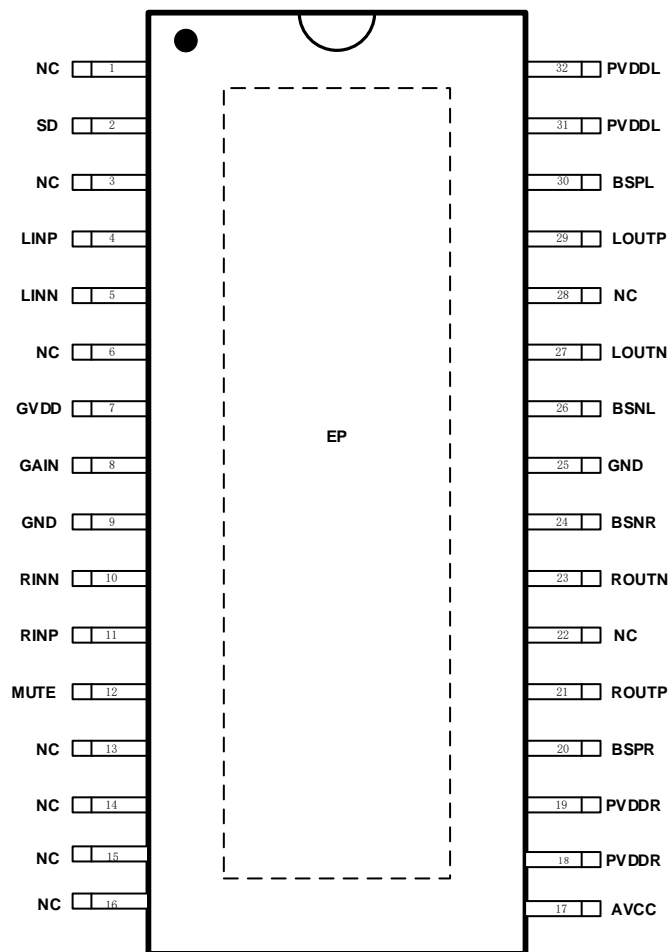 NC 1 32 PVDDL
SD 2 31 PVDDL
NC 3 30 BSPL
LINP 4 29 LOUTP
LINN 5 28 NC
NC 6 27 LOUTN
GVDD 7 26 BSNL
EP
GAIN 8 25 GND
GND 9 24 BSNR
RINN 10 23 ROUTN
RINP 11 22 NC
MUTE 12 21 ROUTP
NC 13 20 BSPR
NC 14 19 PVDDR
NC 15 18 PVDDR
NC 16 17 AVCC